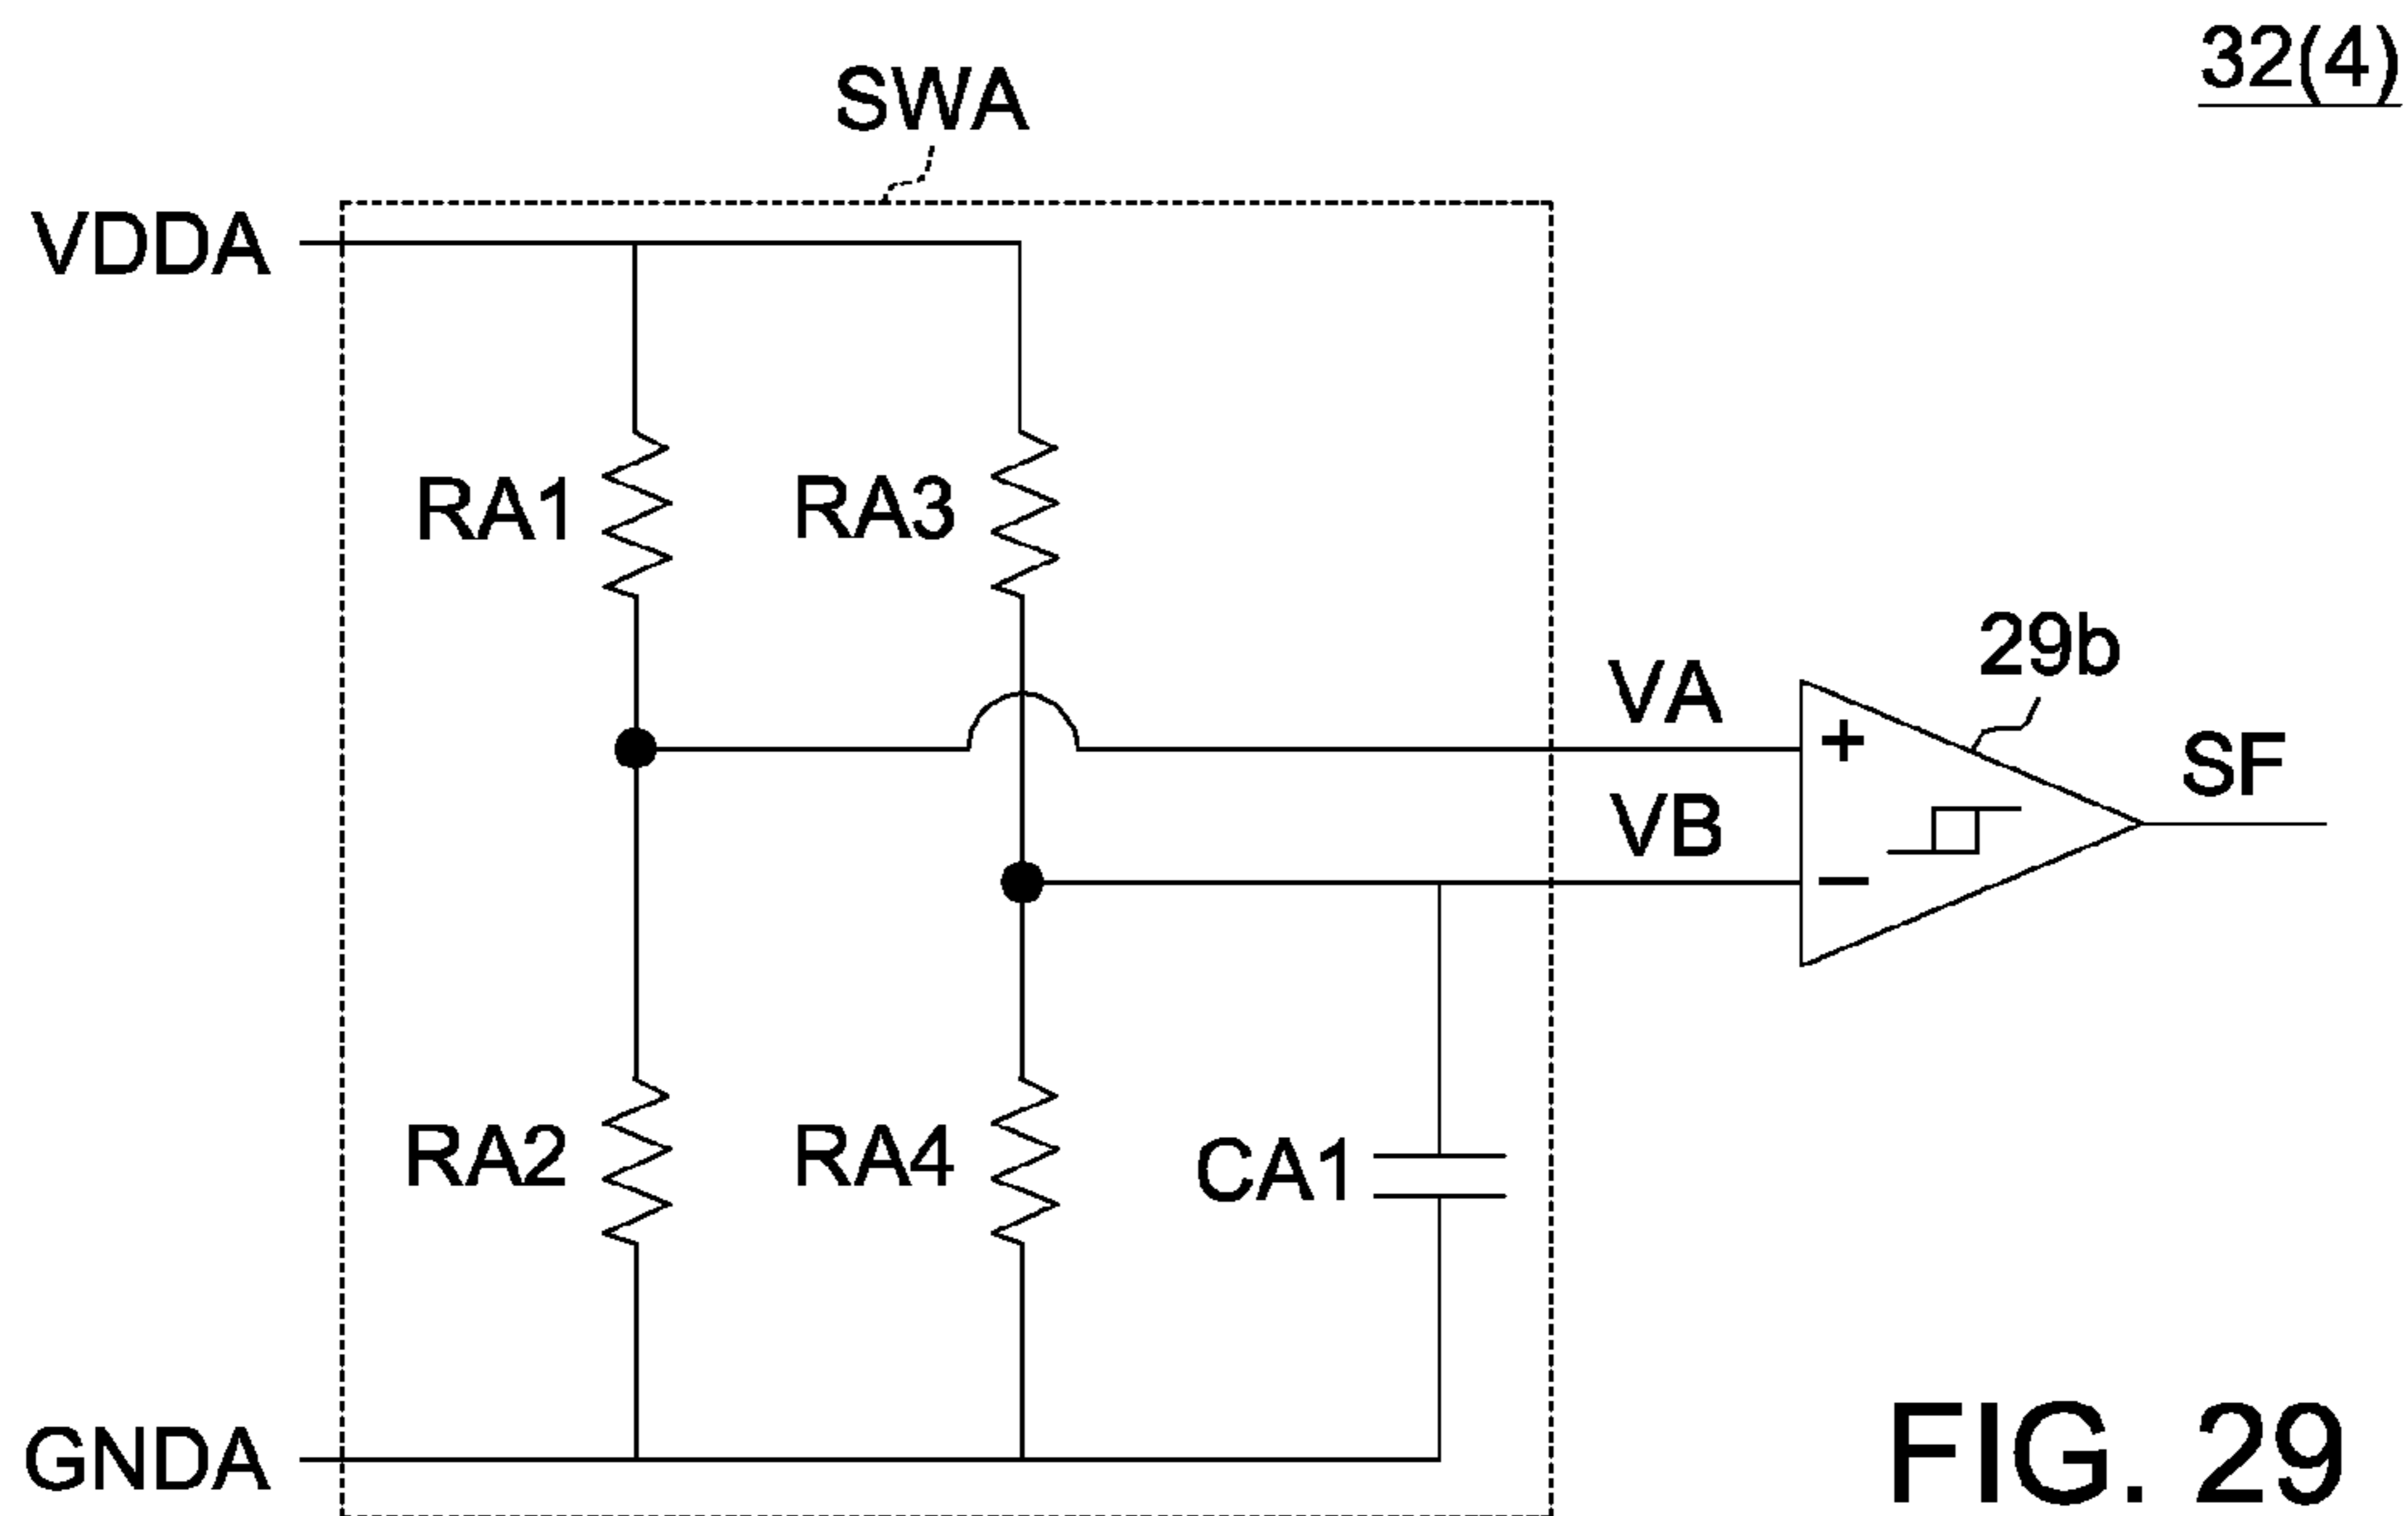 32(4)
SWA
VDDA
RA1
RA3
29b
VA
+
SF
VB
−
RA2
RA4
CA1
GNDA
FIG. 29